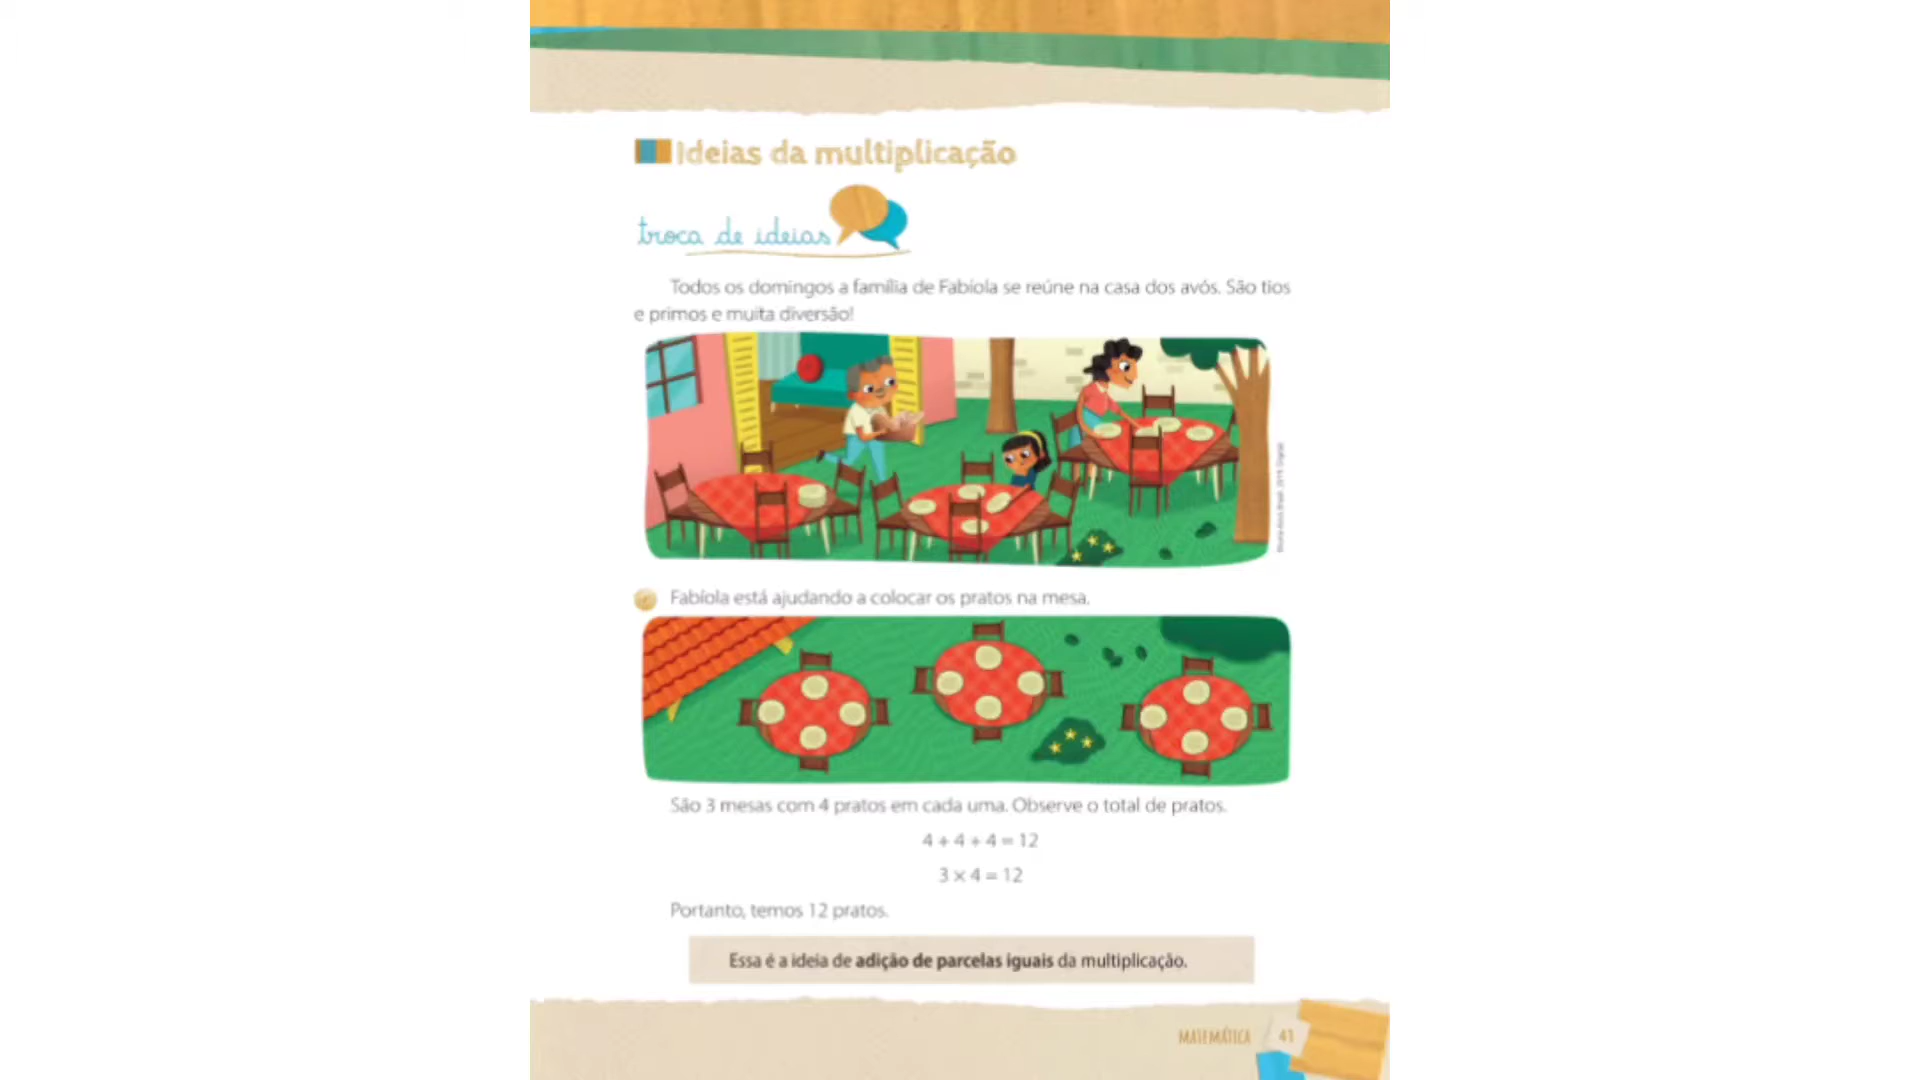 Ideias da multiplicação
troca de ideias
Todos os domingos a família de Fabíola se reúne na casa dos avós. São tios
e primos e muita diversão!
Fabíola está ajudando a colocar os pratos na mesa.
São 3 mesas com 4 pratos em cada uma. Observe o total de pratos.
4 + 4 + 4 = 12
3 × 4 = 12
Portanto, temos 12 pratos.
Essa é a ideia de adição de parcelas iguais da multiplicação.
MATEMÁTICA 41